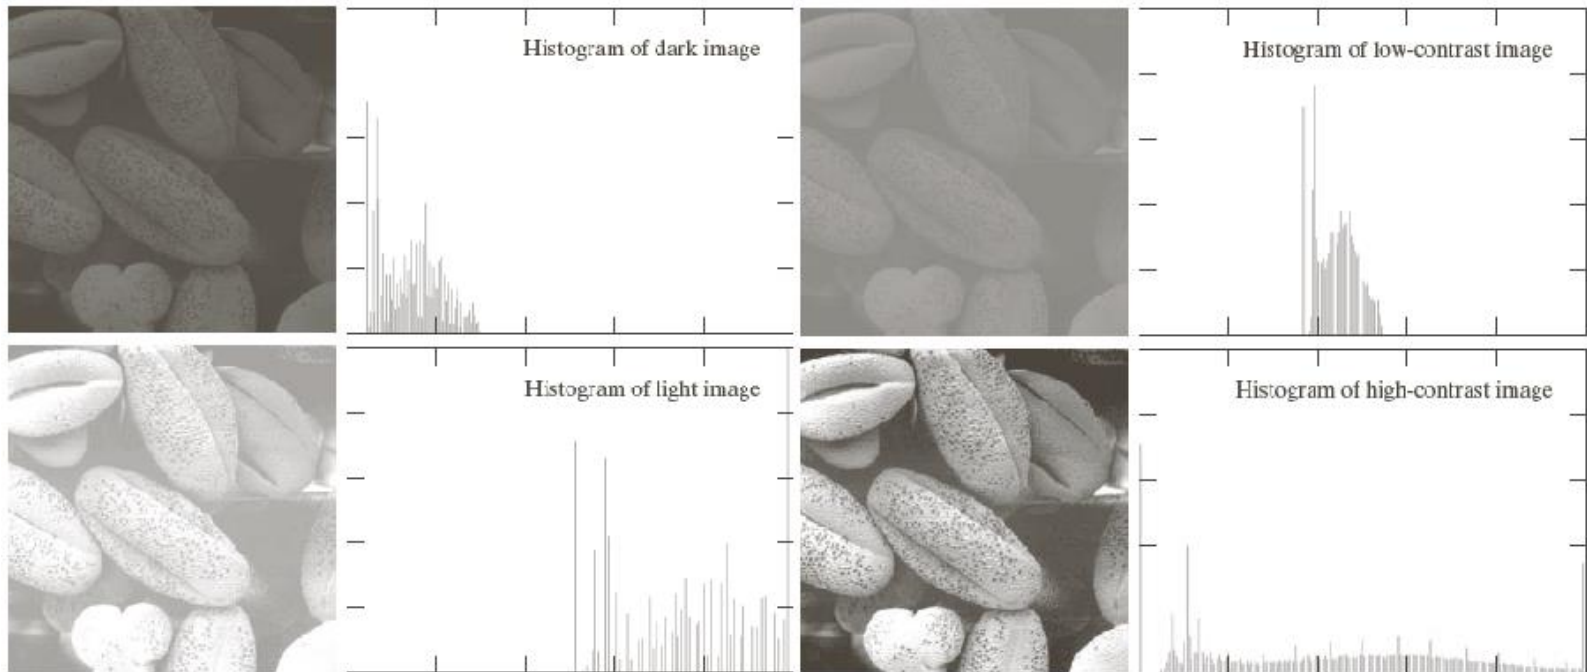 Histogram of dark image
Histogram of low-contrast image
Histogram of light image
Histogram of high-contrast image